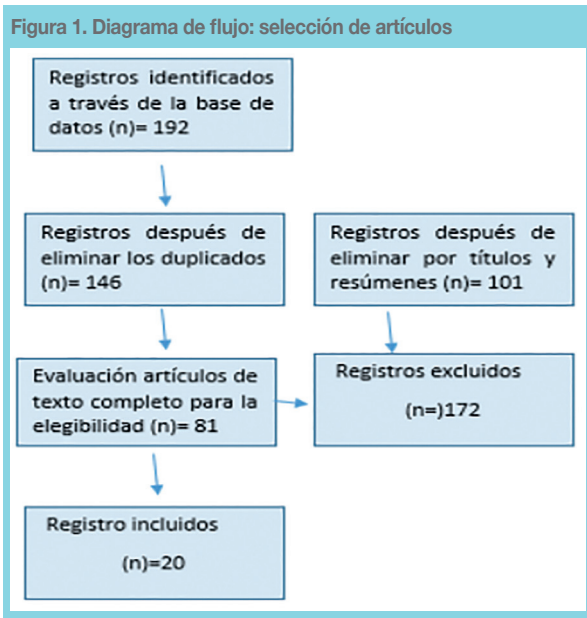 Figura 1. Diagrama de flujo: selección de artículos
Registros identificados
a través de la base de
datos (n)= 192
Registros después de
eliminar los duplicados
(n)= 146
Registros después de
eliminar por títulos y
resúmenes (n)= 101
Evaluación artículos de
texto completo para la
elegibilidad (n)= 81
Registros excluidos
(n=)172
Registro incluidos
(n)=20